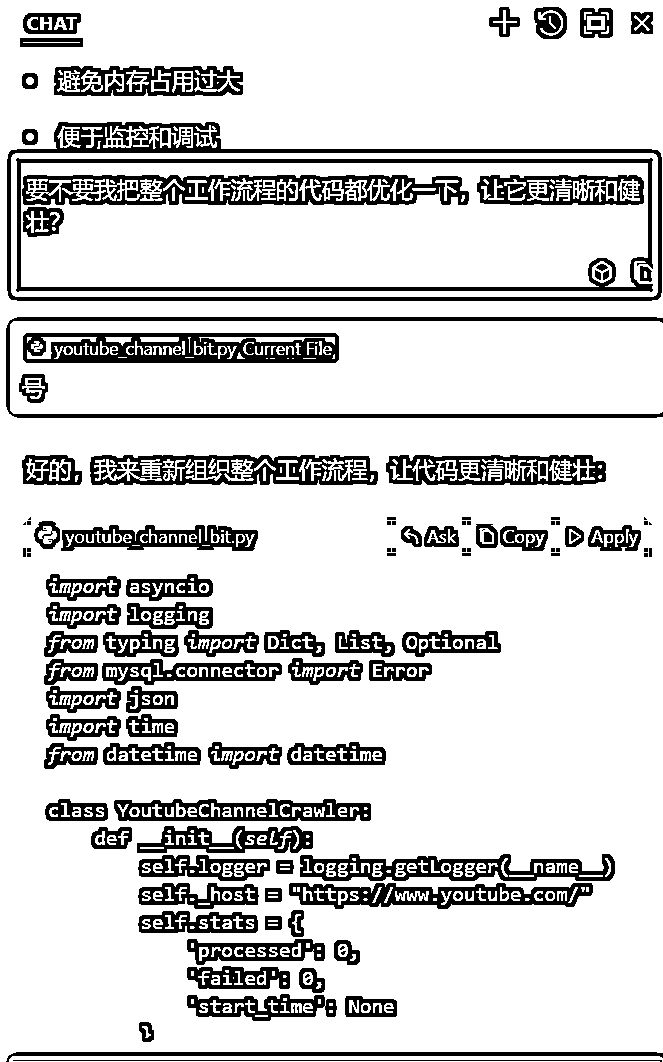 CHAT
避免内存占用过大
便于监控和调试
要不要我把整个工作流程的代码都优化一下，让它更清晰和健
壮？
youtube_channel_bit.py Current File
号
好的，我来重新组织整个工作流程，让代码更清晰和健壮：
youtube_channel_bit.py Ask Copy Apply
import asyncio
import logging
from typing import Dict, List, Optional
from mysql.connector import Error
import json
import time
from datetime import datetime
class YoutubeChannelCrawler:
def __init__(self):
self.logger = logging.getLogger(__name__)
self._host = "https://www.youtube.com/"
self.stats = {
'processed': 0,
'failed': 0,
'start_time': None
}